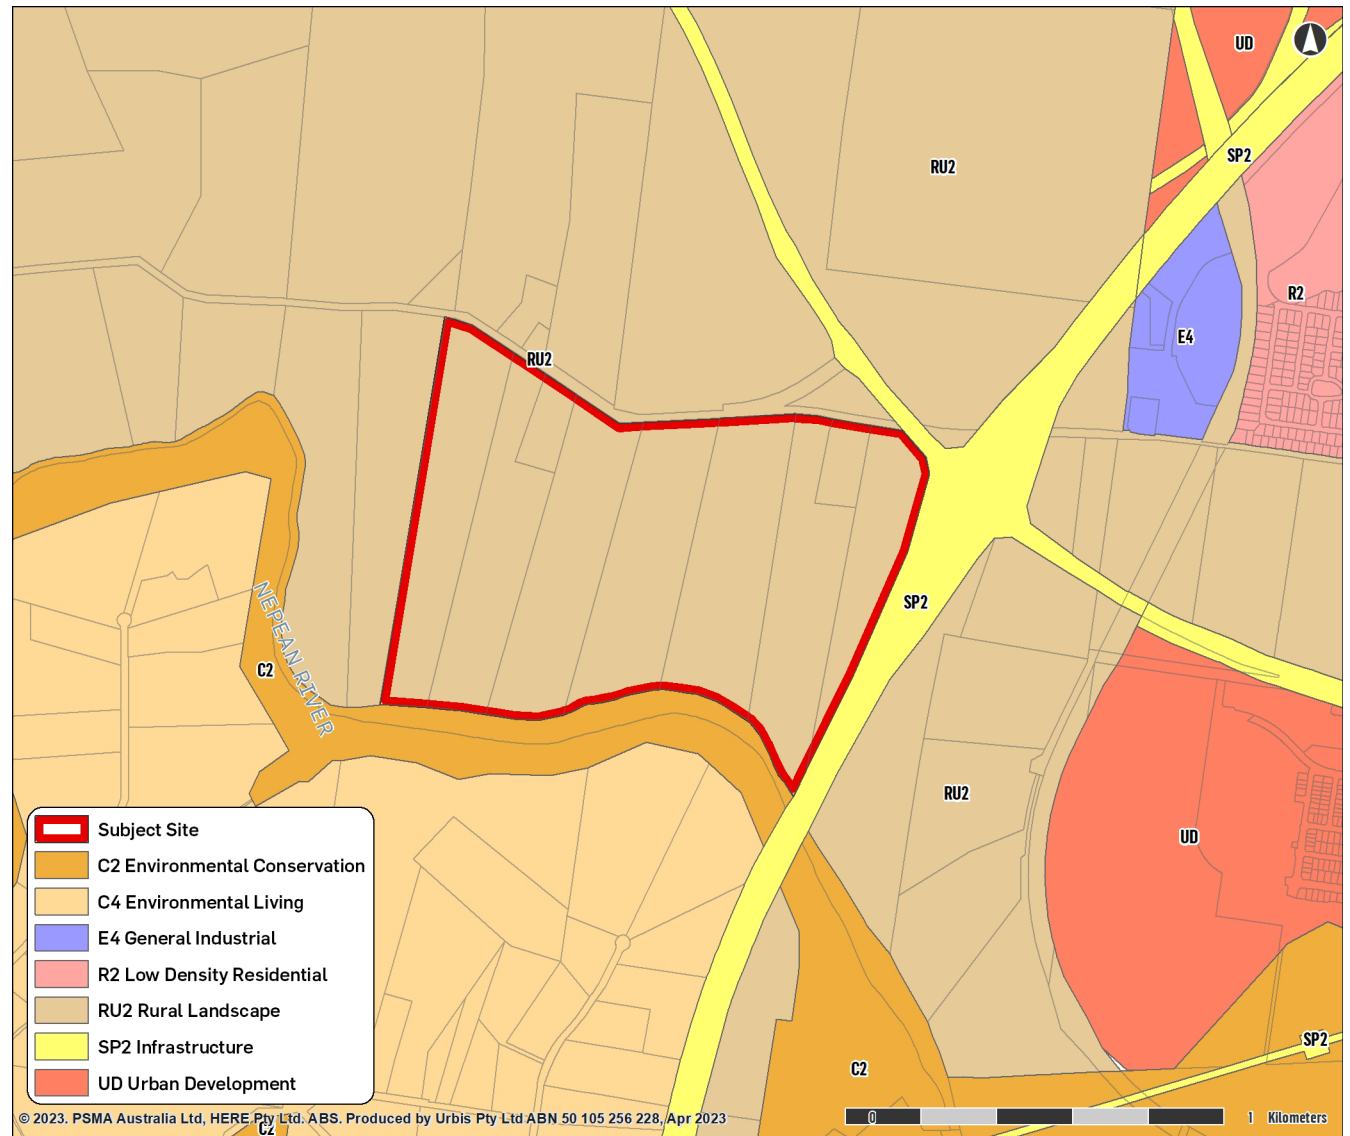 UD
SP2
RU2
R2
E4
RU2
SP2
NEPEAN RIVER
C2
RU2
UD
SP2
C2
C2
Subject Site
C2 Environmental Conservation
C4 Environmental Living
E4 General Industrial
R2 Low Density Residential
RU2 Rural Landscape
SP2 Infrastructure
UD Urban Development
© 2023. PSMA Australia Ltd, HERE Pty Ltd. ABS. Produced by Urbis Pty Ltd ABN 50 105 256 228, Apr 2023
0 1 Kilometers